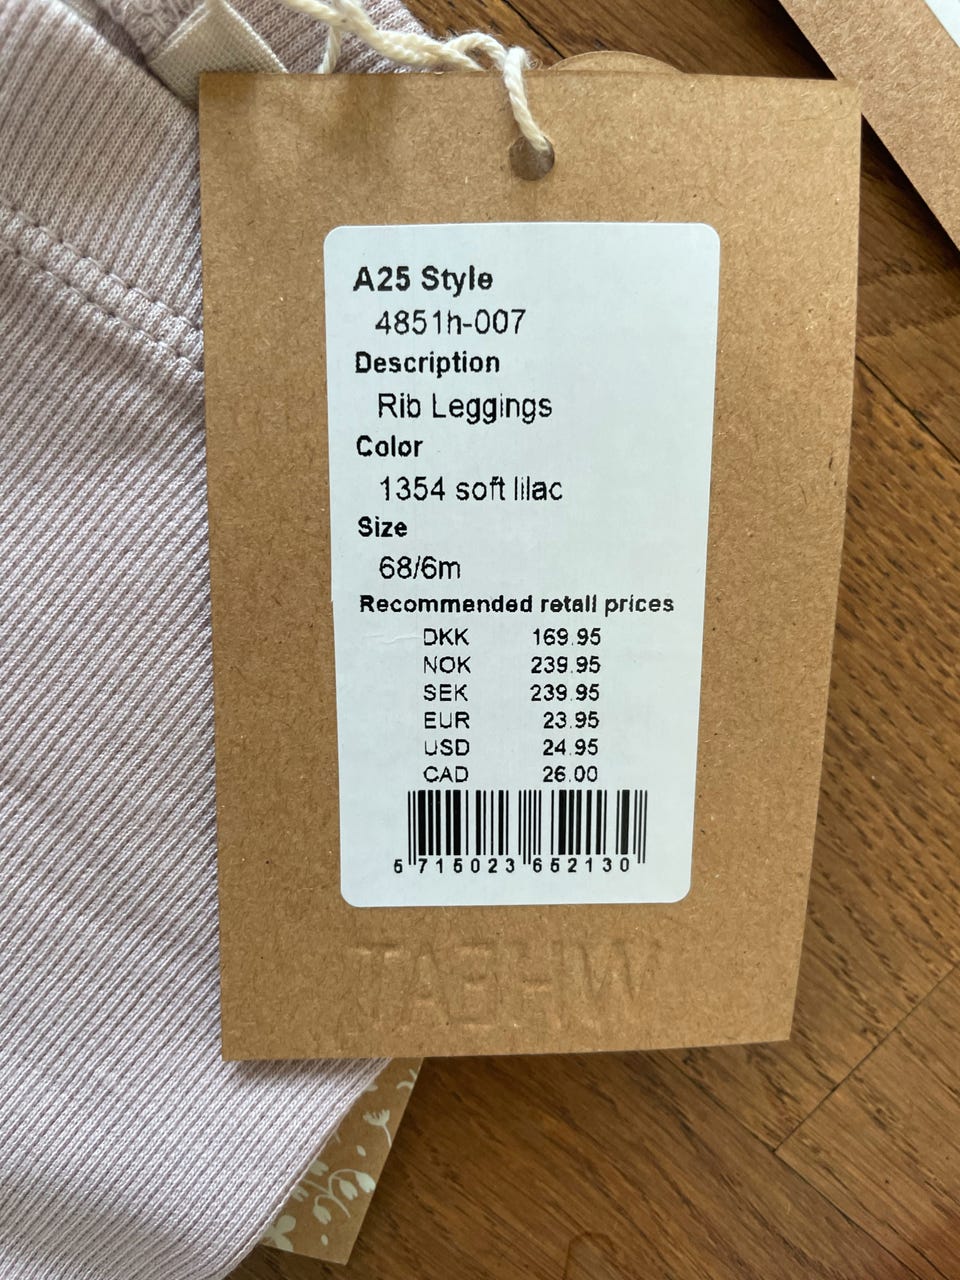 A25 Style
4851h-007
Description
Rib Leggings
Color
1354 soft lilac
Size
68/6m
Recommended retail prices
DKK 169.95
NOK 239.95
SEK 239.95
EUR 23.95
USD 24.95
CAD 26.00
5 715023 652130
WHEAT